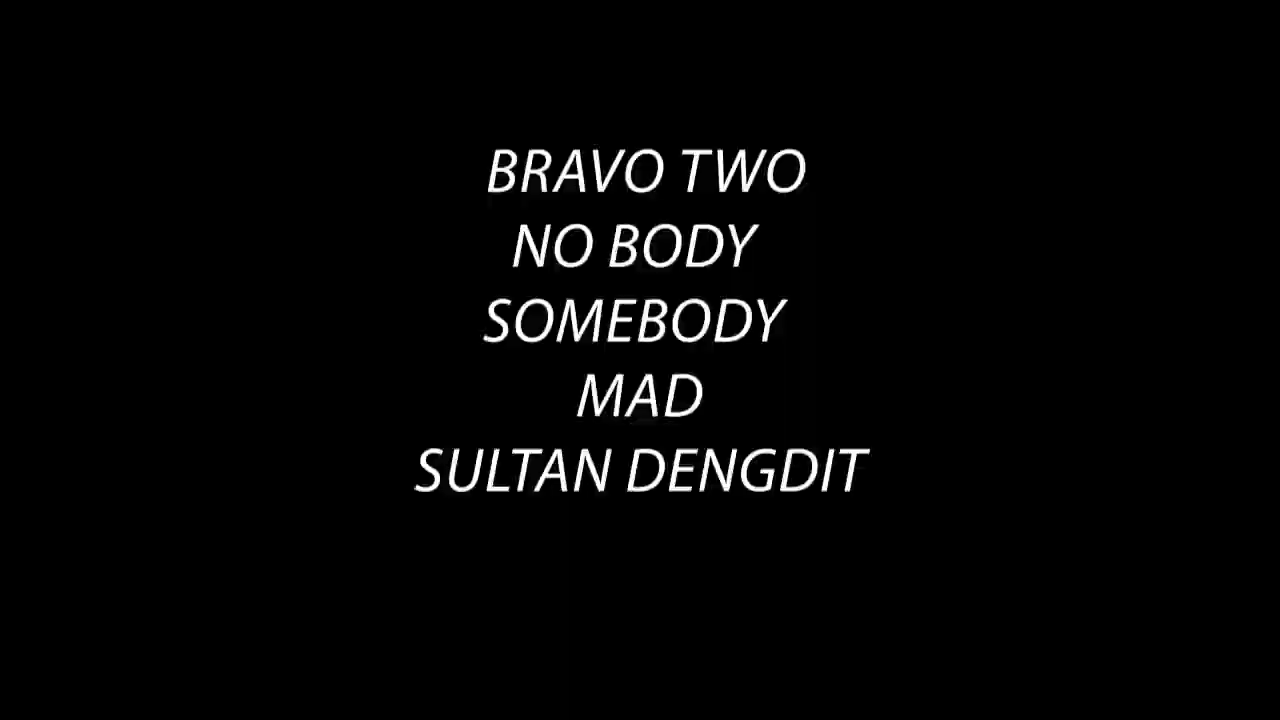 BRAVO TWO
NO BODY
SOMEBODY
MAD
SULTAN DENGDIT